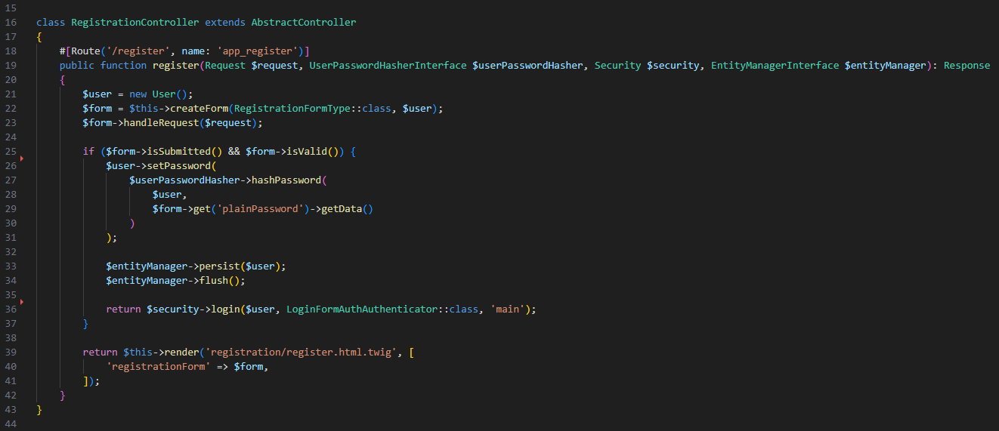 15
16 class RegistrationController extends AbstractController
17 {
18     #[Route('/register', name: 'app_register')]
19     public function register(Request $request, UserPasswordHasherInterface $userPasswordHasher, Security $security, EntityManagerInterface $entityManager): Response
20     {
21         $user = new User();
22         $form = $this->createForm(RegistrationFormType::class, $user);
23         $form->handleRequest($request);
24
25         if ($form->isSubmitted() && $form->isValid()) {
26             $user->setPassword(
27                 $userPasswordHasher->hashPassword(
28                     $user,
29                     $form->get('plainPassword')->getData()
30                 )
31             );
32
33             $entityManager->persist($user);
34             $entityManager->flush();
35
36             return $security->login($user, LoginFormAuthAuthenticator::class, 'main');
37         }
38
39         return $this->render('registration/register.html.twig', [
40             'registrationForm' => $form,
41         ]);
42     }
43 }
44